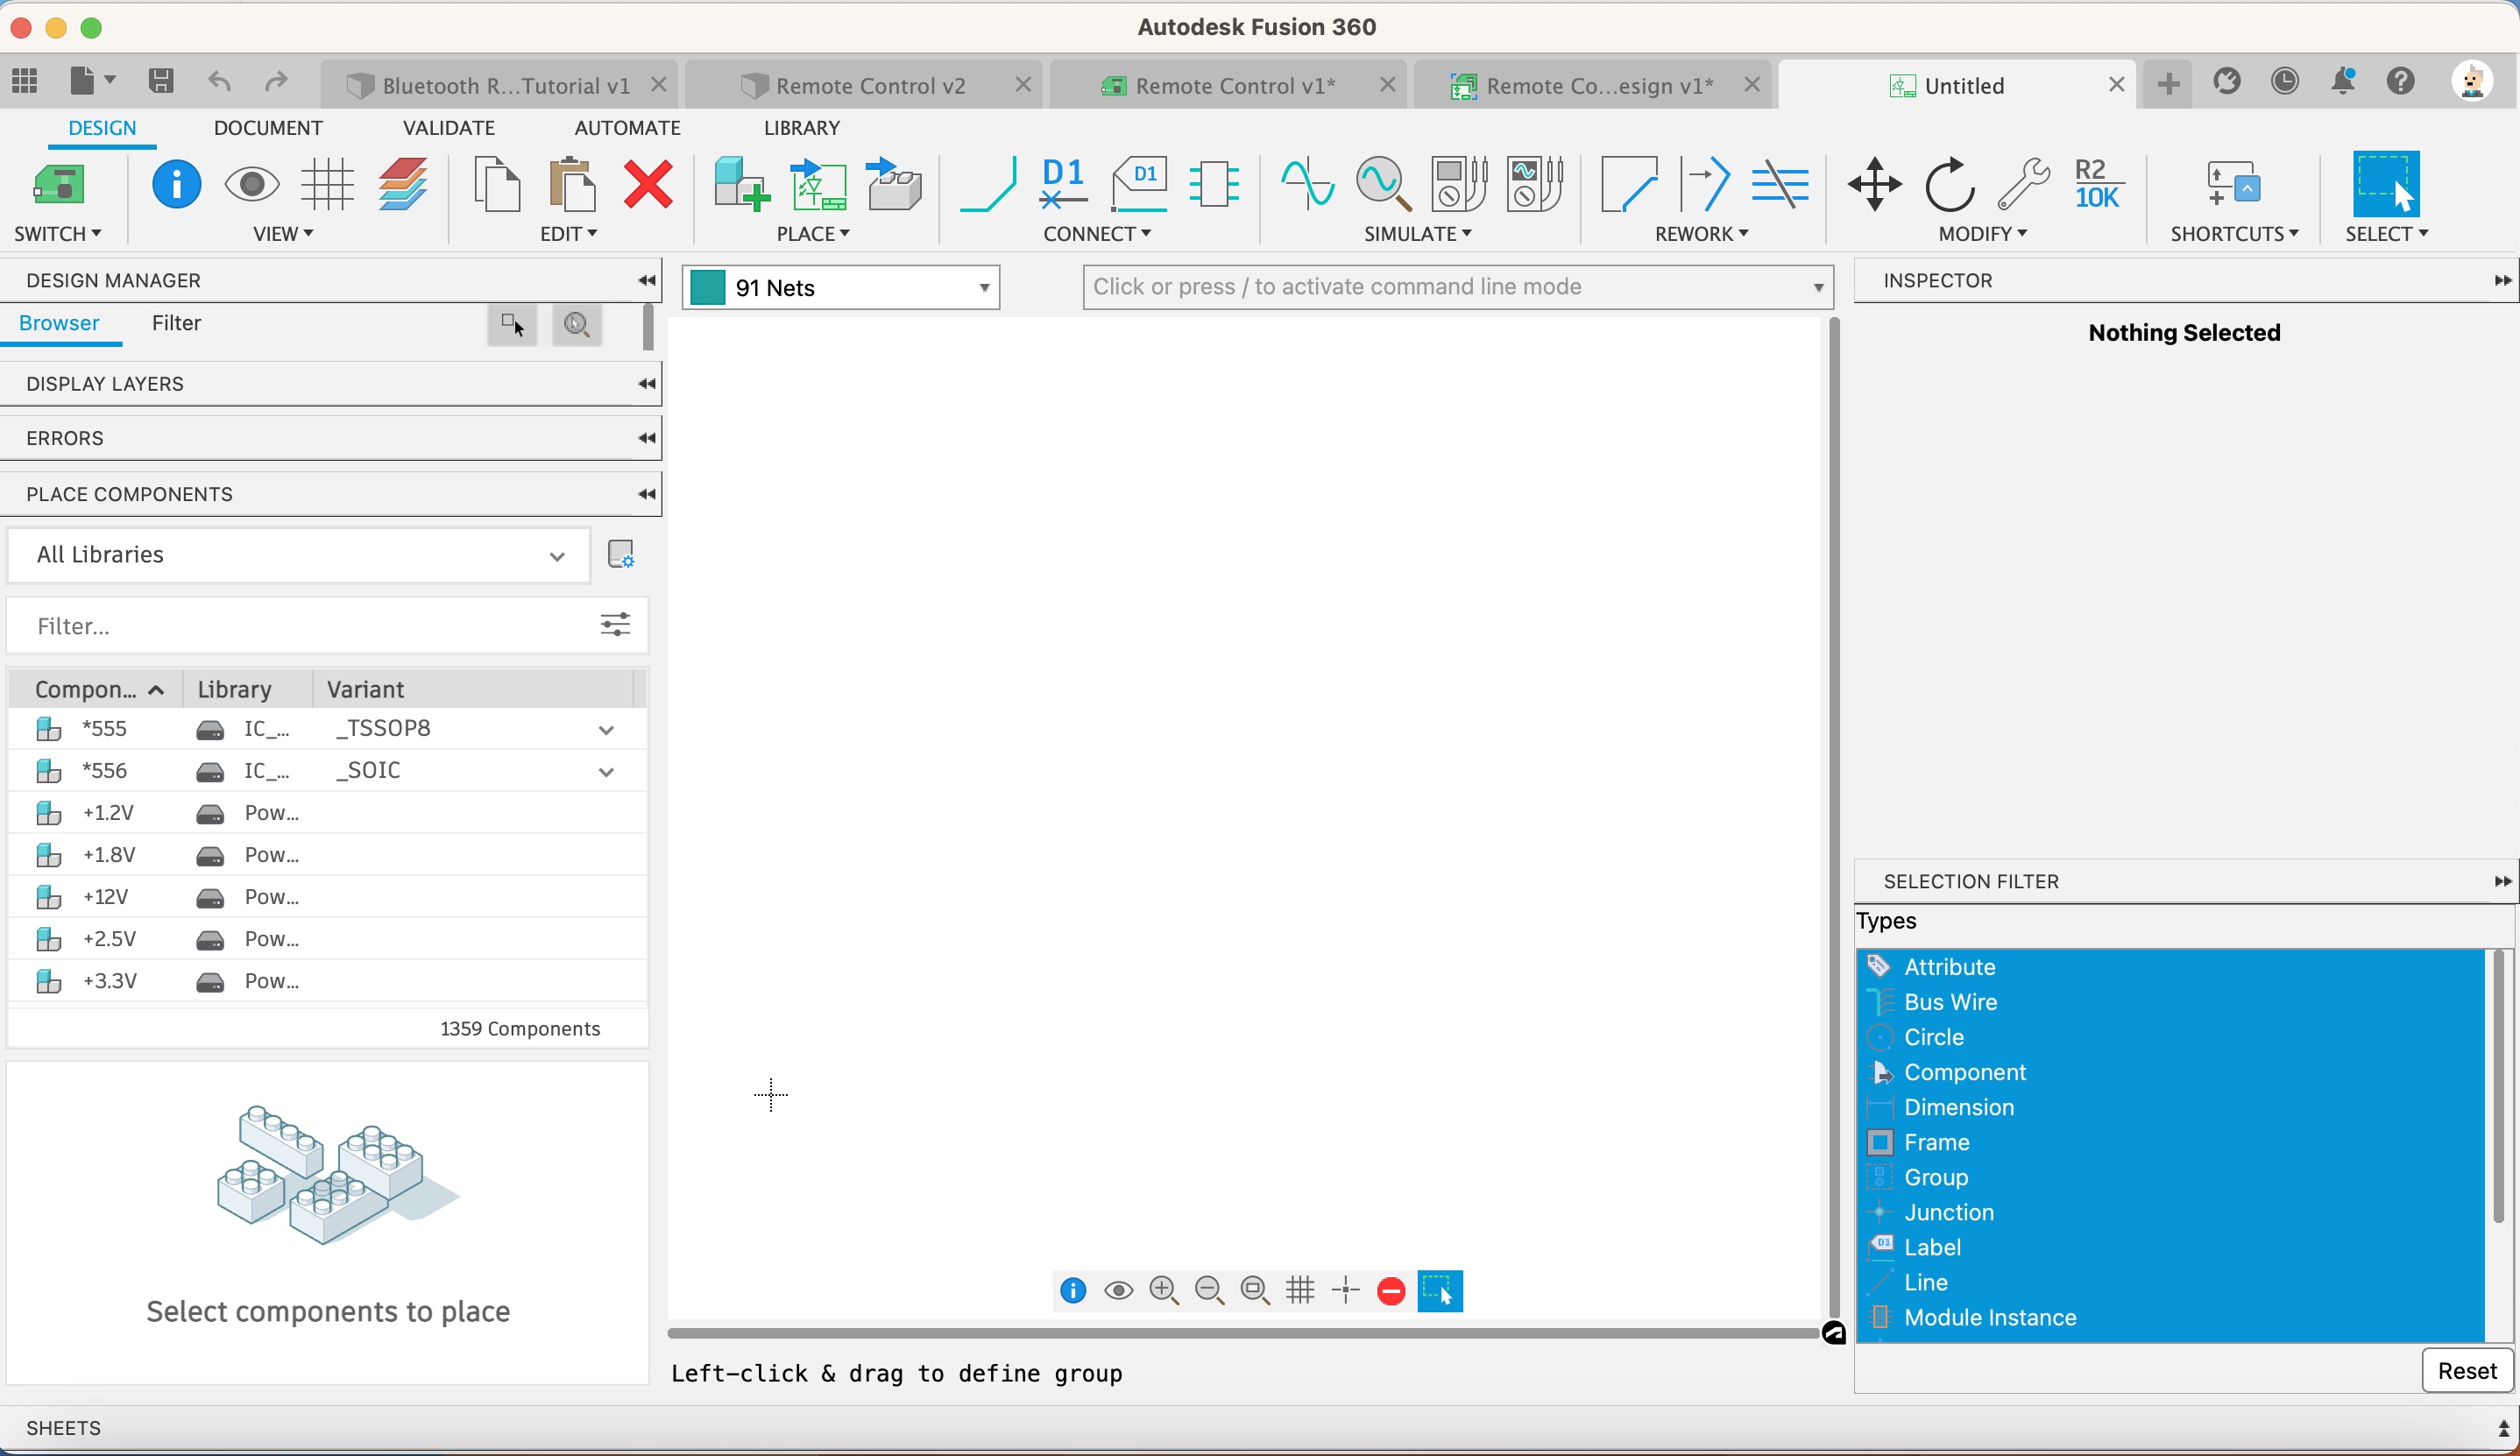 Autodesk Fusion 360
Bluetooth R...Tutorial v1
Remote Control v2
Remote Control v1*
Remote Co...esign v1*
Untitled
DESIGN
DOCUMENT
VALIDATE
AUTOMATE
LIBRARY
D1
D1
R2
10K
SWITCH
VIEW
EDIT
PLACE
CONNECT
SIMULATE
REWORK
MODIFY
SHORTCUTS
SELECT
DESIGN MANAGER
Browser
Filter
DISPLAY LAYERS
ERRORS
PLACE COMPONENTS
All Libraries
Filter...
Compon... Library Variant
*555 IC_... _TSSOP8
*556 IC_... _SOIC
+1.2V Pow...
+1.8V Pow...
+12V Pow...
+2.5V Pow...
+3.3V Pow...
1359 Components
Select components to place
91 Nets
Click or press / to activate command line mode
Left-click & drag to define group
INSPECTOR
Nothing Selected
SELECTION FILTER
Types
Attribute
Bus Wire
Circle
Component
Dimension
Frame
Group
Junction
D1
Label
Line
Module Instance
Reset
SHEETS